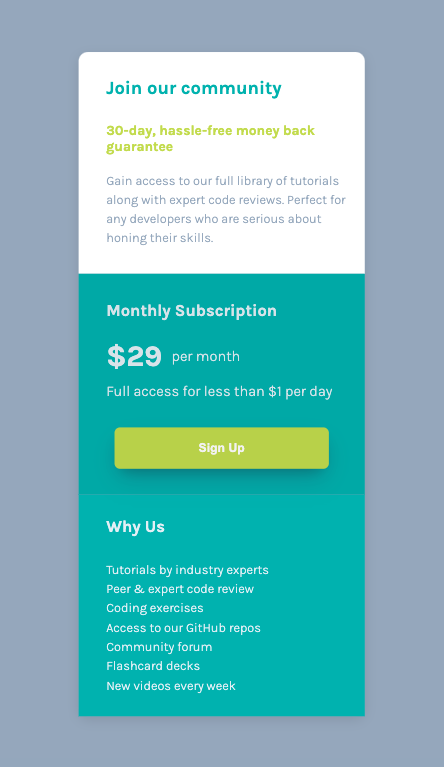 Join our community
30-day, hassle-free money back
guarantee
Gain access to our full library of tutorials
along with expert code reviews. Perfect for
any developers who are serious about
honing their skills.
Monthly Subscription
$29 per month
Full access for less than $1 per day
Sign Up
Why Us
Tutorials by industry experts
Peer & expert code review
Coding exercises
Access to our GitHub repos
Community forum
Flashcard decks
New videos every week